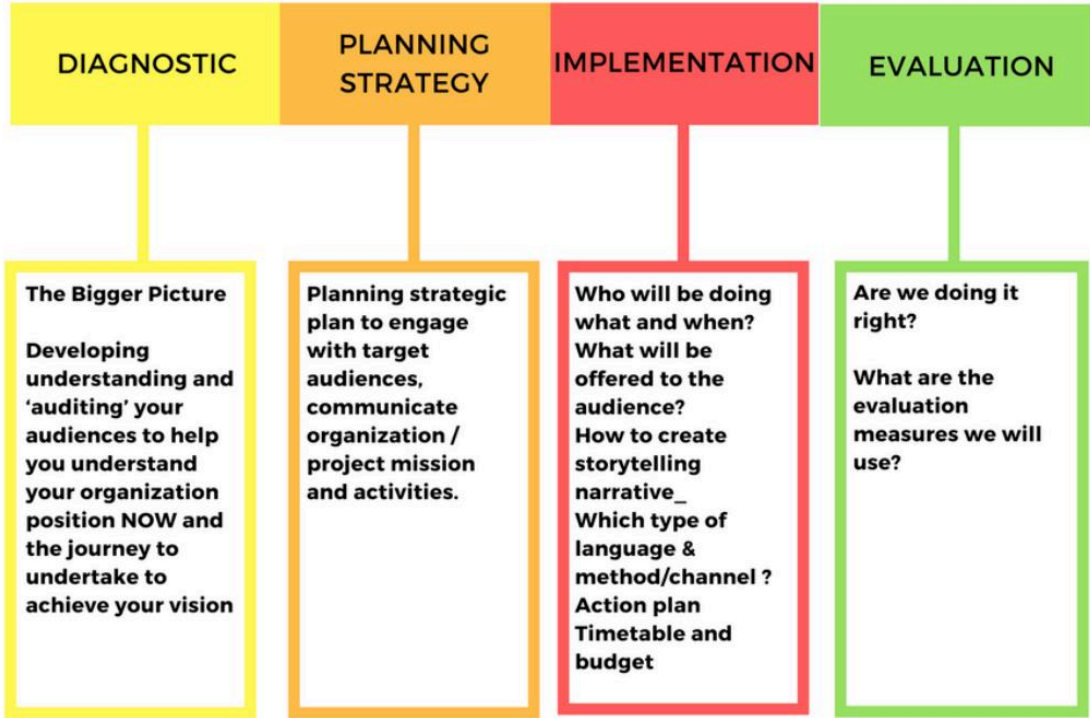 DIAGNOSTIC
PLANNING
STRATEGY
IMPLEMENTATION
EVALUATION
The Bigger Picture
Developing
understanding and
‘auditing’ your
audiences to help
you understand
your organization
position NOW and
the journey to
undertake to
achieve your vision
Planning strategic
plan to engage
with target
audiences,
communicate
organization /
project mission
and activities.
Who will be doing
what and when?
What will be
offered to the
audience?
How to create
storytelling
narrative_
Which type of
language &
method/channel ?
Action plan
Timetable and
budget
Are we doing it
right?
What are the
evaluation
measures we will
use?